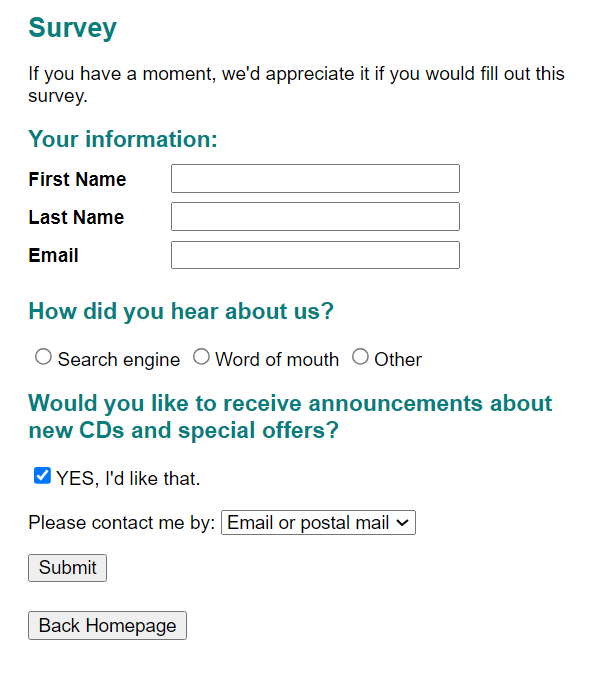 Survey
If you have a moment, we'd appreciate it if you would fill out this
survey.
Your information:
First Name
Last Name
Email
How did you hear about us?
Search engine Word of mouth Other
Would you like to receive announcements about
new CDs and special offers?
YES, I'd like that.
Please contact me by: Email or postal mail
Submit
Back Homepage